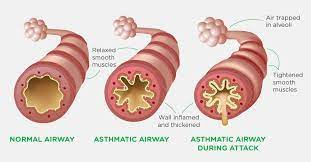 Air trapped
in alveoli
Relaxed
smooth
muscles
Tightened
smooth
muscles
Wall inflamed
and thickened
NORMAL AIRWAY
ASTHMATIC AIRWAY
ASTHMATIC AIRWAY
DURING ATTACK